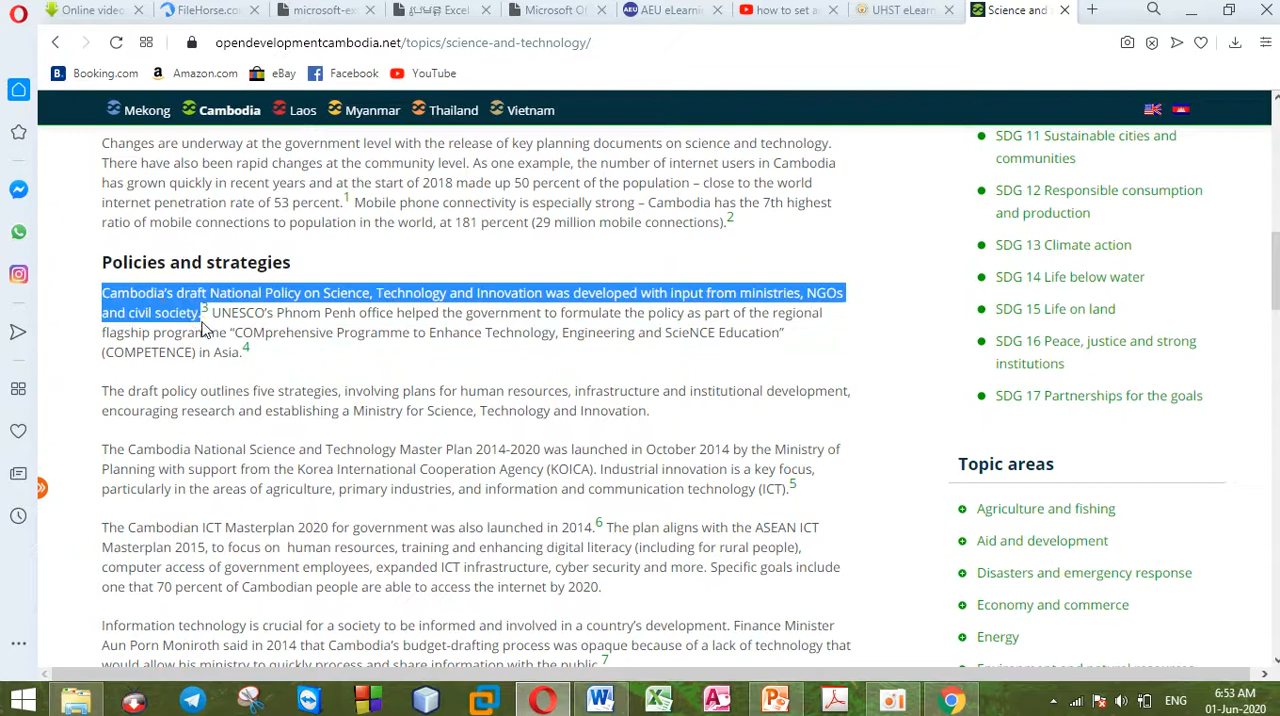 Online video
FileHorse.co
microsoft-ex
Excel
Microsoft Of
AEU eLearni
how to set a
UHST eLearn
Science and
opendevelopmentcambodia.net/topics/science-and-technology/
Booking.com
Amazon.com
eBay
Facebook
YouTube
Mekong Cambodia Laos Myanmar Thailand Vietnam
Changes are underway at the government level with the release of key planning documents on science and technology.
There have also been rapid changes at the community level. As one example, the number of internet users in Cambodia
has grown quickly in recent years and at the start of 2018 made up 50 percent of the population – close to the world
internet penetration rate of 53 percent.1 Mobile phone connectivity is especially strong – Cambodia has the 7th highest
ratio of mobile connections to population in the world, at 181 percent (29 million mobile connections).2
Policies and strategies
Cambodia's draft National Policy on Science, Technology and Innovation was developed with input from ministries, NGOs
and civil society.3 UNESCO's Phnom Penh office helped the government to formulate the policy as part of the regional
flagship programme “COMprehensive Programme to Enhance Technology, Engineering and ScieNCE Education”
(COMPETENCE) in Asia.4
The draft policy outlines five strategies, involving plans for human resources, infrastructure and institutional development,
encouraging research and establishing a Ministry for Science, Technology and Innovation.
The Cambodia National Science and Technology Master Plan 2014-2020 was launched in October 2014 by the Ministry of
Planning with support from the Korea International Cooperation Agency (KOICA). Industrial innovation is a key focus,
particularly in the areas of agriculture, primary industries, and information and communication technology (ICT).5
The Cambodian ICT Masterplan 2020 for government was also launched in 2014.6 The plan aligns with the ASEAN ICT
Masterplan 2015, to focus on human resources, training and enhancing digital literacy (including for rural people),
computer access of government employees, expanded ICT infrastructure, cyber security and more. Specific goals include
one that 70 percent of Cambodian people are able to access the internet by 2020.
Information technology is crucial for a society to be informed and involved in a country's development. Finance Minister
Aun Porn Moniroth said in 2014 that Cambodia's budget-drafting process was opaque because of a lack of technology that
would allow his ministry to quickly process and share information with the public.7
SDG 11 Sustainable cities and
communities
SDG 12 Responsible consumption
and production
SDG 13 Climate action
SDG 14 Life below water
SDG 15 Life on land
SDG 16 Peace, justice and strong
institutions
SDG 17 Partnerships for the goals
Topic areas
Agriculture and fishing
Aid and development
Disasters and emergency response
Economy and commerce
Energy
Environment and natural resources
ENG
6:53 AM
01-Jun-2020